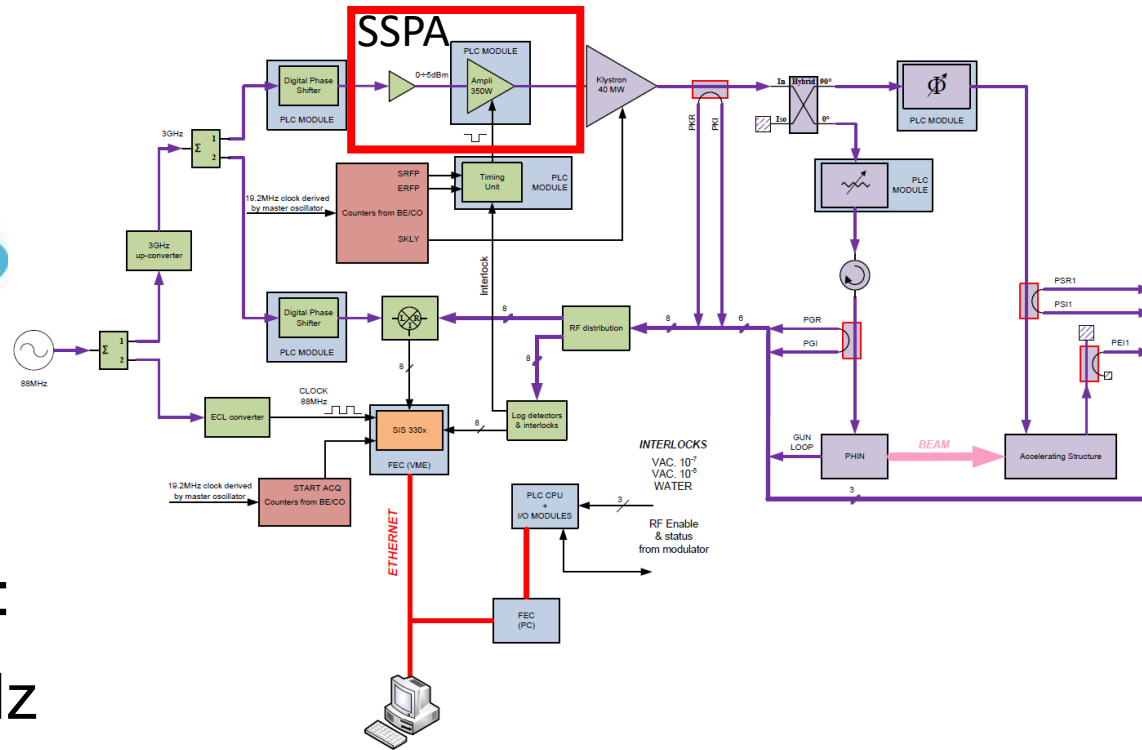 SSPA
PLC MODULE
Digital Phase
Shifter
PLC MODULE
0÷5dBm
Ampli
350W
Klystron
40 MW
PKR
PKI
In
Hybrid
90°
Iso
0°
Φ
PLC MODULE
3GHz
Σ
1
2
SRFP
ERFP
Timing
Unit
PLC
MODULE
PLC
MODULE
19.2MHz clock derived
by master oscillator
Counters from BE/CO
SKLY
3GHz
up-converter
Interlock
Digital Phase
Shifter
PLC MODULE
L
R
I
8
RF distribution
8
6
PGR
PGI
PSR1
PSI1
PEI1
88MHz
Σ
1
2
8
8
CLOCK
88MHz
ECL converter
SIS 330x
FEC (VME)
8
Log detectors
& interlocks
GUN
LOOP
PHIN
BEAM
Accelerating Structure
INTERLOCKS
VAC. 10-7
VAC. 10-8
WATER
19.2MHz clock derived
by master oscillator
START ACQ
Counters from BE/CO
PLC CPU
+
I/O MODULES
3
3
RF Enable
& status
from modulator
ETHERNET
FEC
(PC)